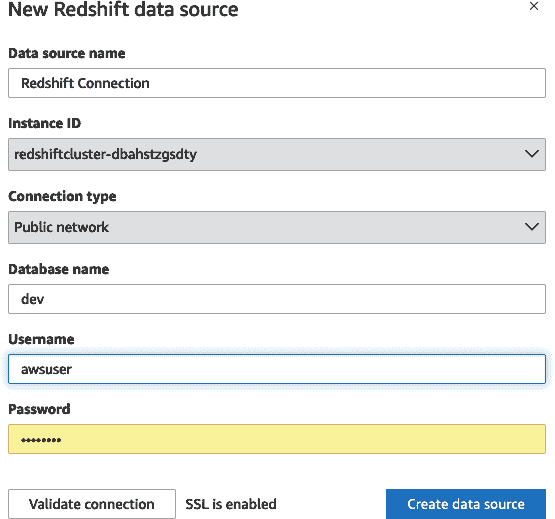 New Redshift data source
×
Data source name
Redshift Connection
Instance ID
redshiftcluster-dbahstzgsdty
Connection type
Public network
Database name
dev
Username
awsuser
Password
••••••••
Validate connection SSL is enabled Create data source